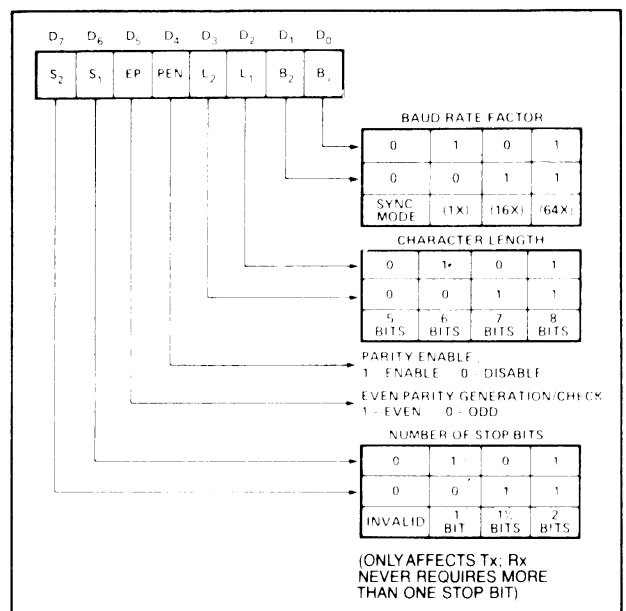 D7 D6 D5 D4 D3 D2 D1 D0
S2 S1 EP PEN L2 L1 B2 B1
BAUD RATE FACTOR
0 1 0 1
0 0 1 1
SYNC MODE (1X) (16X) (64X)
CHARACTER LENGTH
0 1 0 1
0 0 1 1
5 BITS 6 BITS 7 BITS 8 BITS
PARITY ENABLE
1 - ENABLE 0 - DISABLE
EVEN PARITY GENERATION/CHECK
1 - EVEN 0 - ODD
NUMBER OF STOP BITS
0 1 0 1
0 0 1 1
INVALID 1 BIT 1½ BITS 2 BITS
(ONLY AFFECTS Tx; Rx
NEVER REQUIRES MORE
THAN ONE STOP BIT)